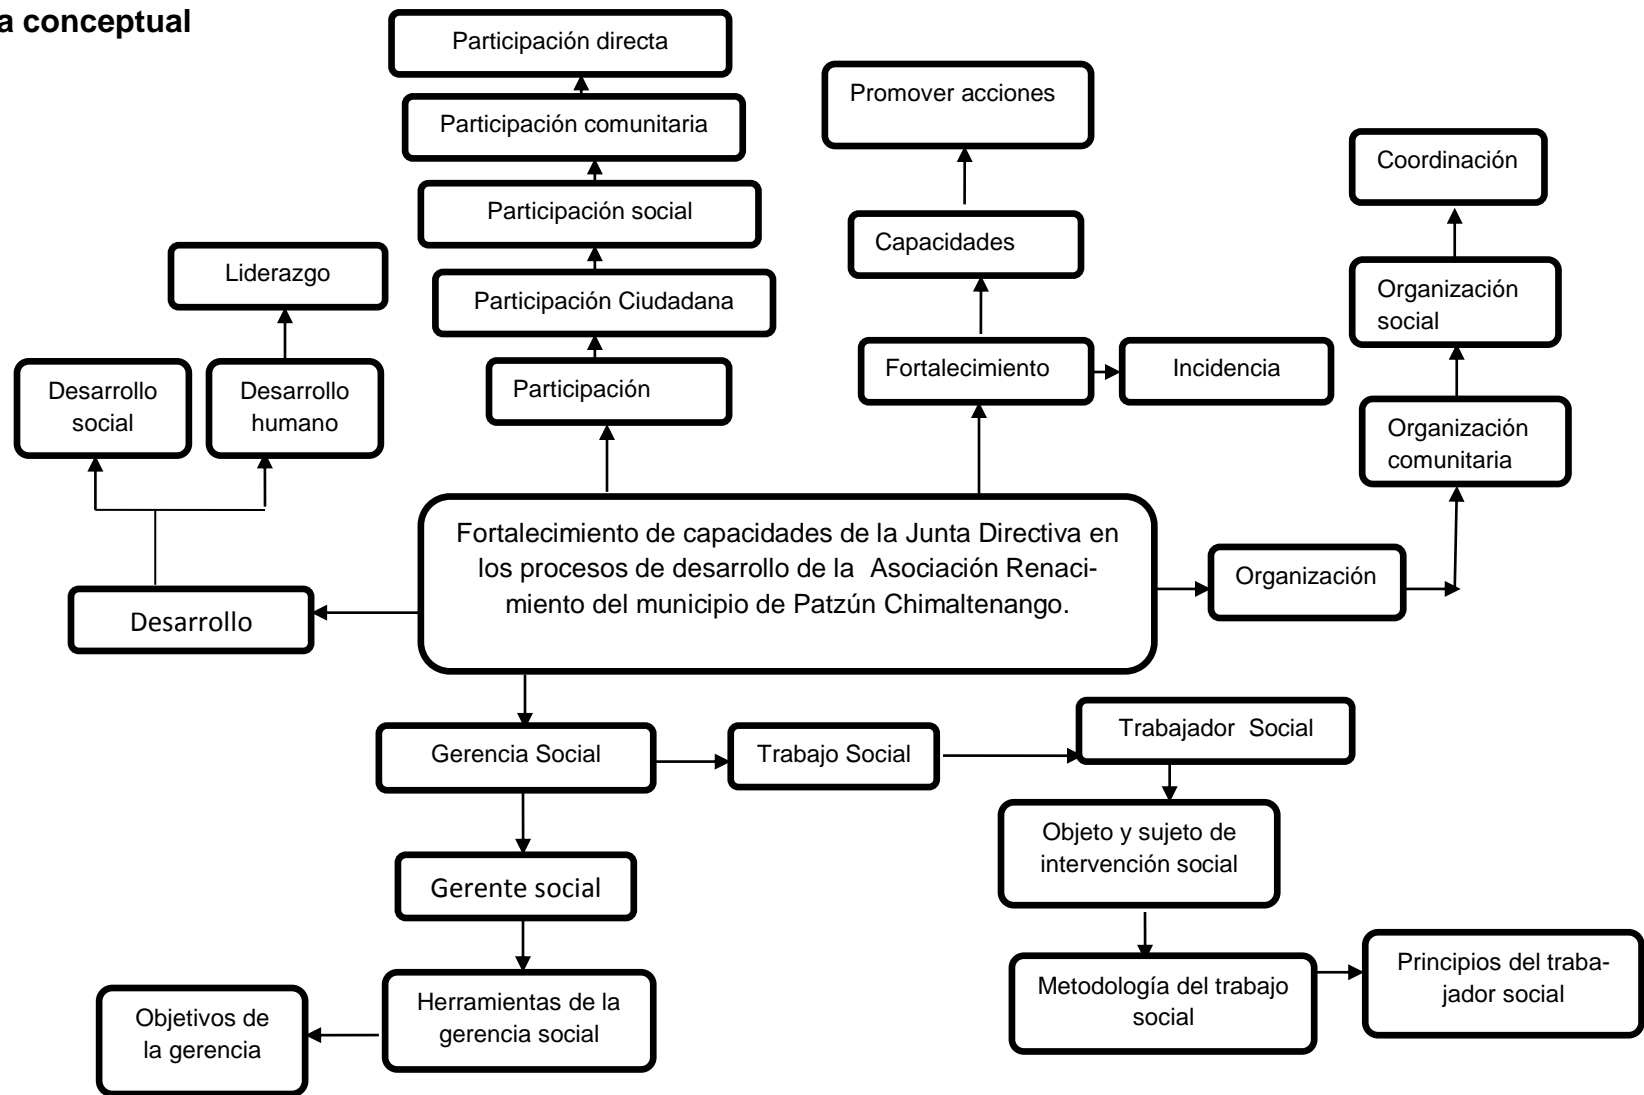 a conceptual
Participación directa
Participación comunitaria
Participación social
Participación Ciudadana
Participación
Promover acciones
Capacidades
Fortalecimiento
Incidencia
Coordinación
Organización
social
Organización
comunitaria
Organización
Liderazgo
Desarrollo
social
Desarrollo
humano
Desarrollo
Fortalecimiento de capacidades de la Junta Directiva en
los procesos de desarrollo de la Asociación Renaci-
miento del municipio de Patzún Chimaltenango.
Gerencia Social
Trabajo Social
Trabajador Social
Objeto y sujeto de
intervención social
Gerente social
Herramientas de la
gerencia social
Objetivos de
la gerencia
Metodología del trabajo
social
Principios del traba-
jador social